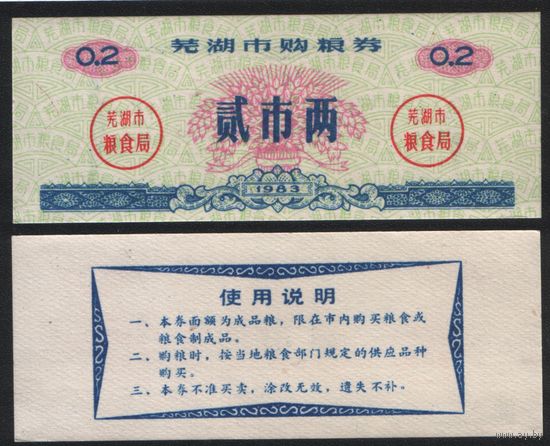 芜湖市购粮券
0.2
0.2
贰市两
芜湖市
粮食局
芜湖市
粮食局
1983
使用说明
一、本券面额为成品粮，限在市内购买粮食或
粮食制成品。
二、购粮时，按当地粮食部门规定的供应品种
购买。
三、本券不准买卖，涂改无效，遗失不补。